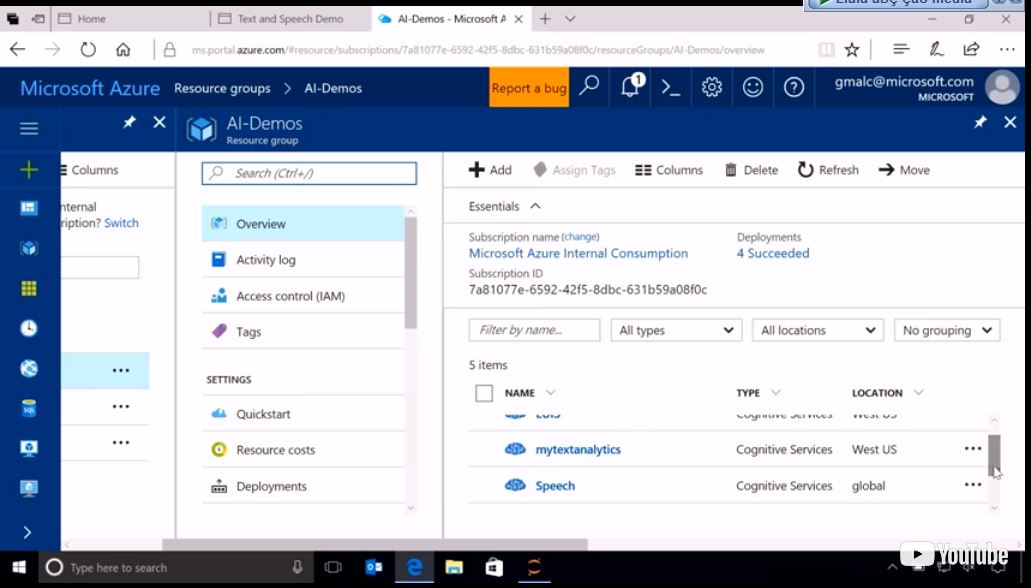 Home
Text and Speech Demo
AI-Demos - Microsoft A
ms.portal.azure.com/#resource/subscriptions/7a81077e-6592-42f5-8dbc-631b59a08f0c/resourceGroups/AI-Demos/overview
Microsoft Azure Resource groups > AI-Demos
Report a bug
1
gmalc@microsoft.com
MICROSOFT
AI-Demos
Resource group
Columns
Search (Ctrl+/)
Add Assign Tags Columns Delete Refresh Move
nternal
ription? Switch
Overview
Activity log
Access control (IAM)
Tags
SETTINGS
Quickstart
Resource costs
Deployments
Essentials
Subscription name (change)
Microsoft Azure Internal Consumption
Deployments
4 Succeeded
Subscription ID
7a81077e-6592-42f5-8dbc-631b59a08f0c
Filter by name... All types All locations No grouping
5 items
NAME TYPE LOCATION
Cognitive Services West US
mytextanalytics Cognitive Services West US
Speech Cognitive Services global
SQL
Type here to search
YouTube